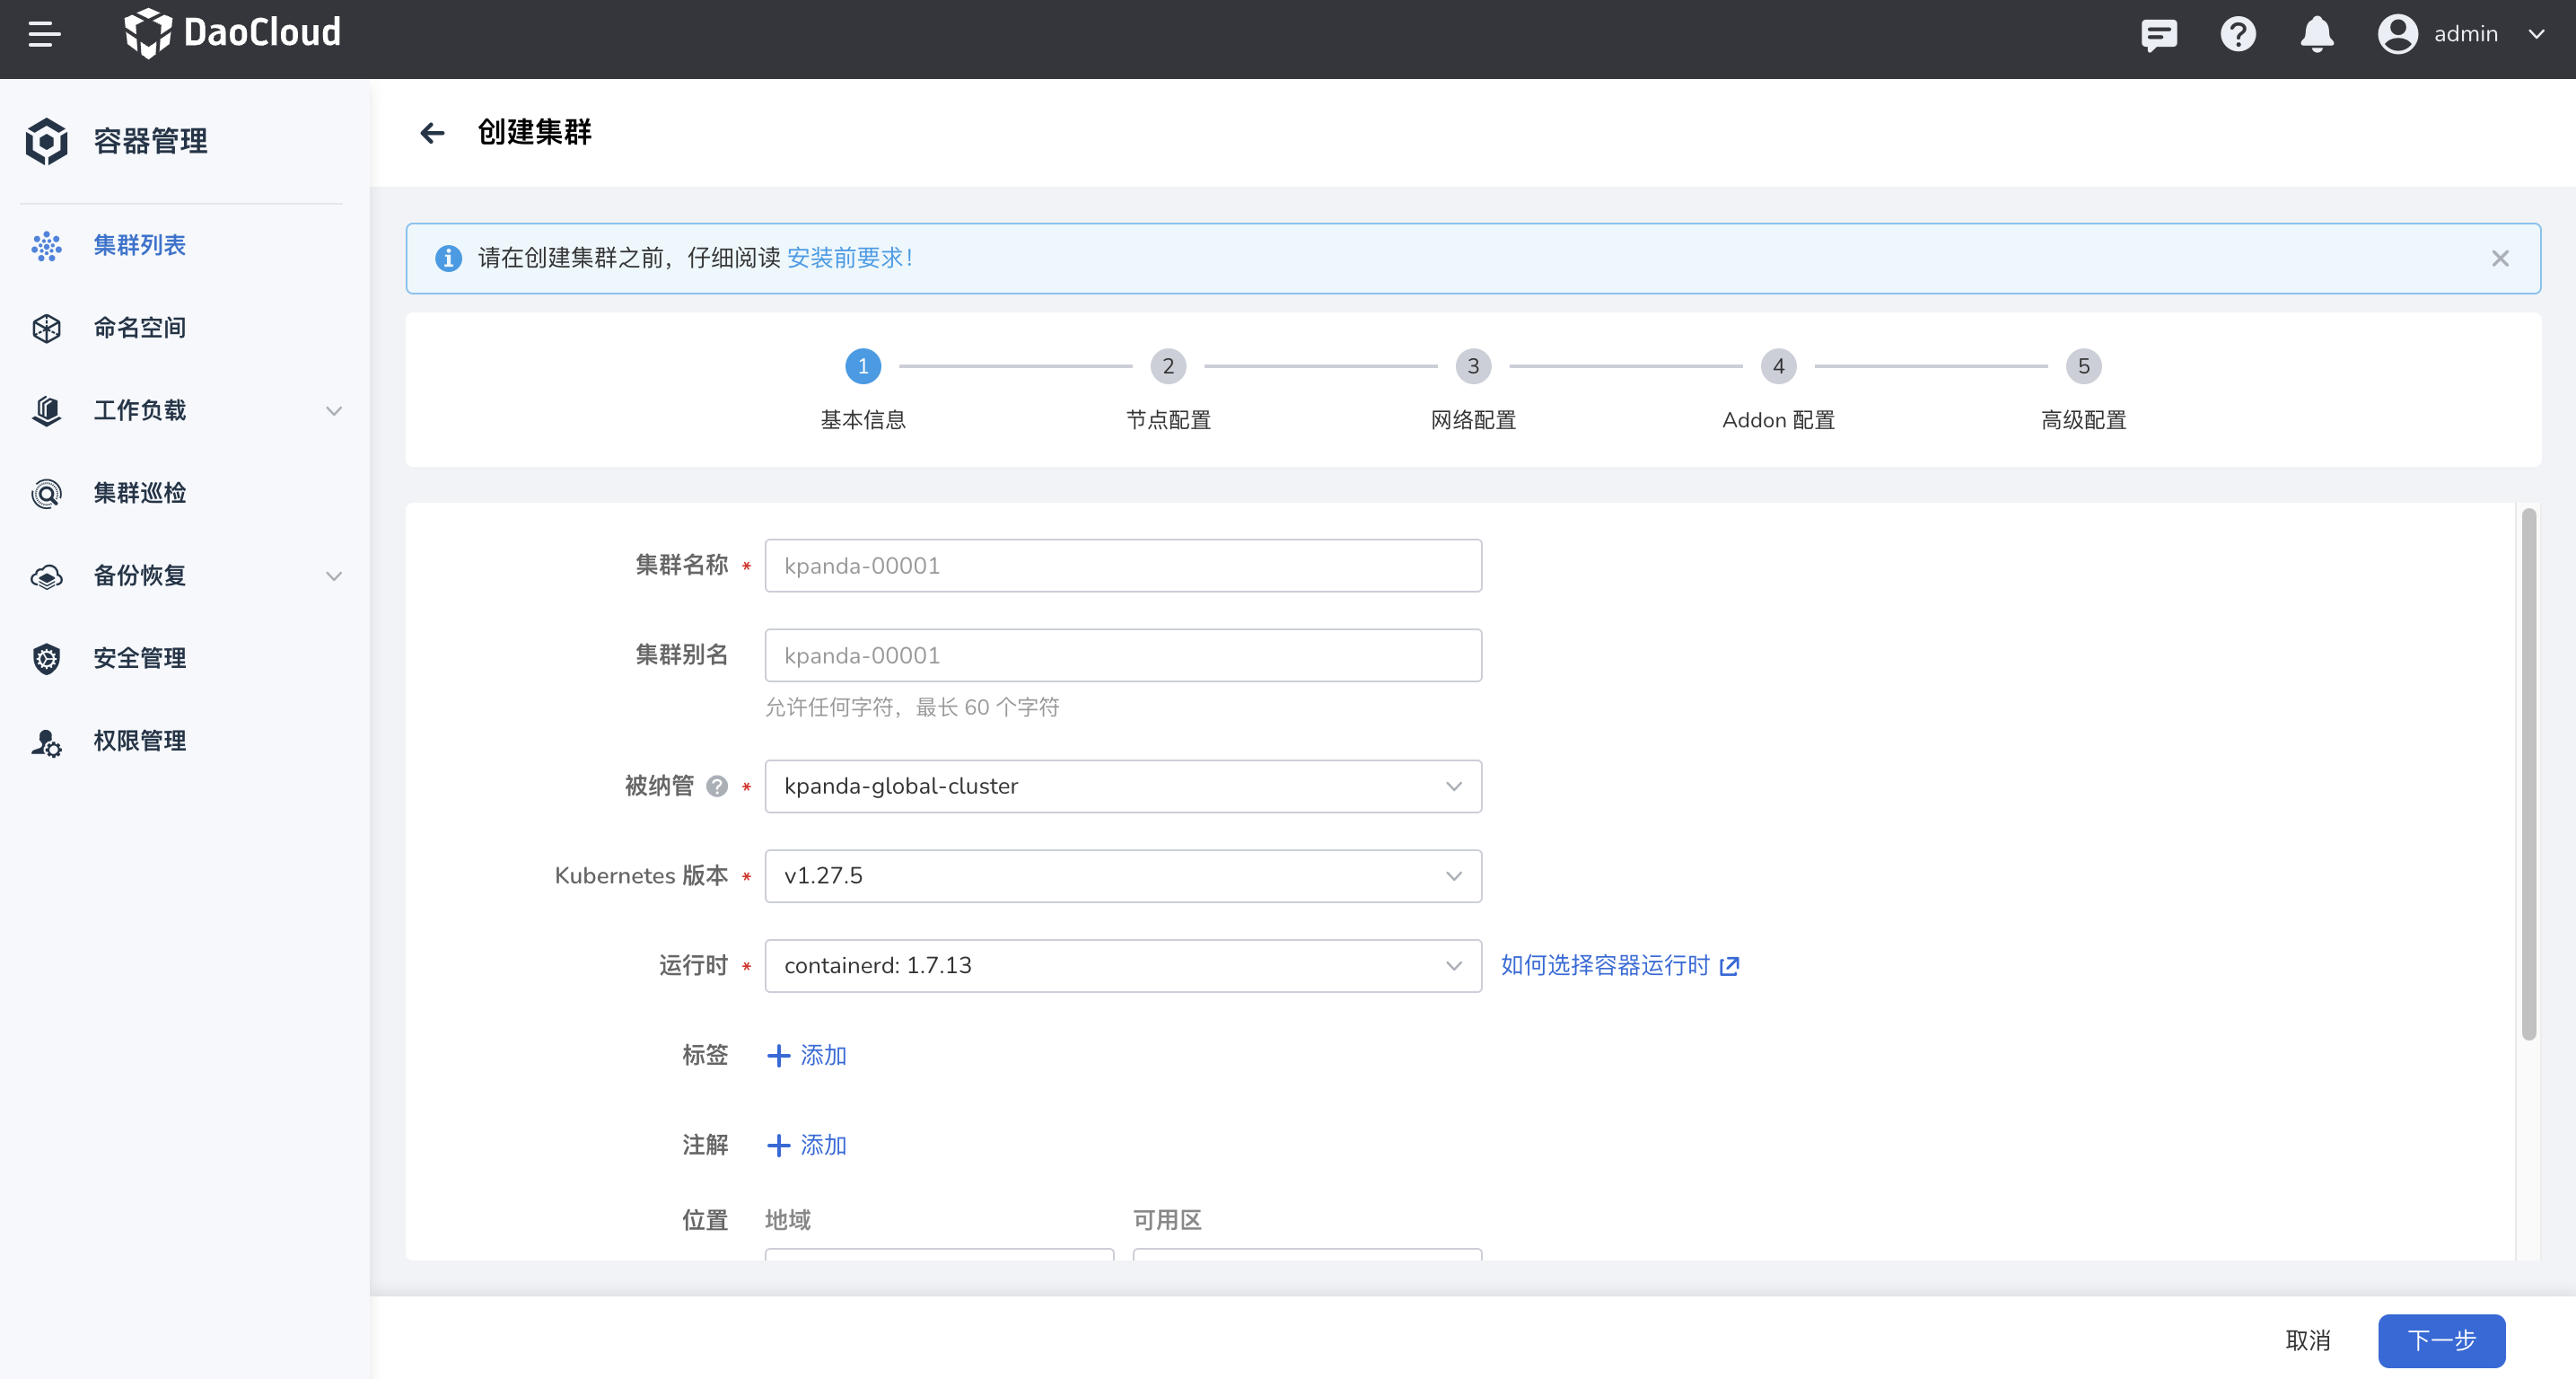 DaoCloud
admin
容器管理
集群列表
命名空间
工作负载
集群巡检
备份恢复
安全管理
权限管理
创建集群
请在创建集群之前，仔细阅读 安装前要求！
1
2
3
4
5
基本信息
节点配置
网络配置
Addon 配置
高级配置
集群名称 *
kpanda-00001
集群别名
kpanda-00001
允许任何字符，最长 60 个字符
被纳管 ? *
kpanda-global-cluster
Kubernetes 版本 *
v1.27.5
运行时 *
containerd: 1.7.13
如何选择容器运行时
标签
添加
注解
添加
位置
地域
可用区
取消
下一步